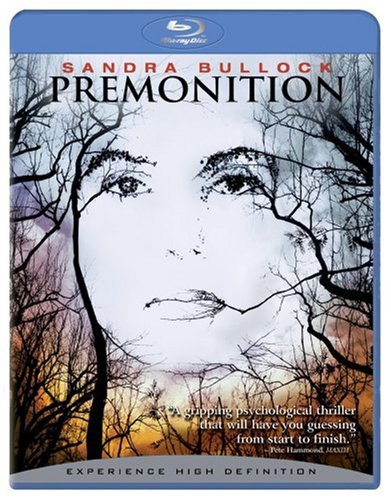 Blu-ray Disc
SANDRA BULLOCK
PREMONITION
"A gripping psychological thriller
that will have you guessing
from start to finish."
– Pete Hammond, MAXIM
EXPERIENCE HIGH DEFINITION